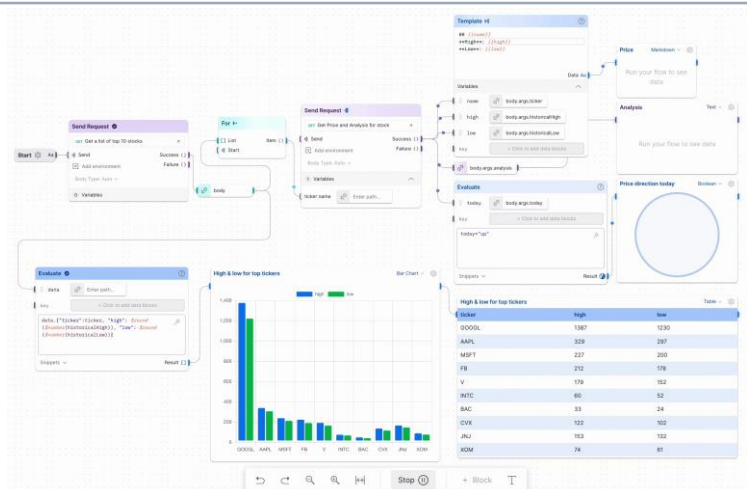 Start
Send Request
GET Get a list of top 10 stocks
Send
Success
Failure
Add environment
Body Type: Auto
Variables
body
For
List
Item
Start
Send Request
GET Get Price and Analysis for stock
Send
Success
Failure
Add environment
Body Type: Auto
Variables
ticker name
Enter path...
Template
## {{name}}
**High**: {{high}}
**Low**: {{low}}
Data
Variables
name
body.args.ticker
high
body.args.historicalHigh
low
body.args.historicalLow
key
+ Click to add data blocks
body.args.analysis
Evaluate
today
body.args.today
key
+ Click to add data blocks
today="up"
Snippets
Result
Price
Markdown
Run your flow to see data
Analysis
Text
Run your flow to see data
Price direction today
Boolean
Evaluate
data
Enter path...
key
+ Click to add data blocks
data.{"ticker":ticker, "high": $round
($number(historicalHigh)), "low": $round
($number(historicalLow))}
Snippets
Result
High & low for top tickers
Bar Chart
high
low
1,400
1,200
1,000
800
600
400
200
0
GOOGL AAPL MSFT FB V INTC BAC CVX JNJ XOM
High & low for top tickers
Table
ticker high low
GOOGL 1387 1230
AAPL 329 297
MSFT 227 200
FB 212 178
V 179 152
INTC 60 52
BAC 33 24
CVX 122 102
JNJ 153 132
XOM 74 61
Stop
+ Block
T